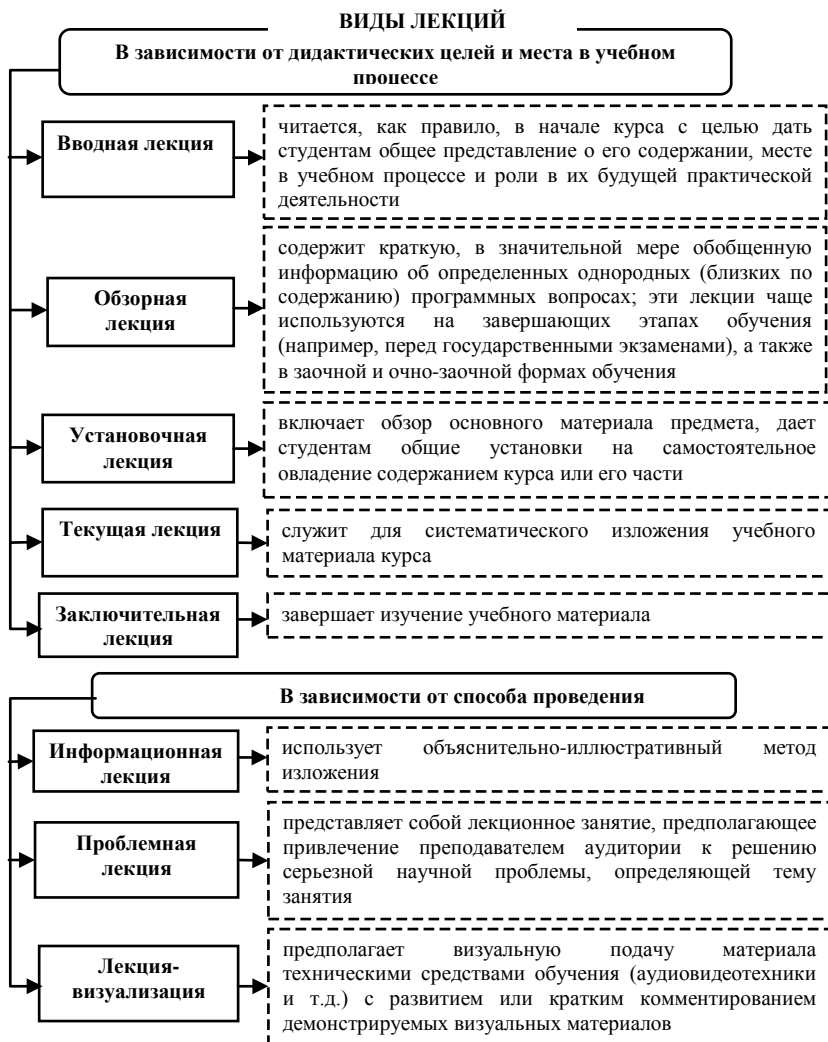 ВИДЫ ЛЕКЦИЙ
В зависимости от дидактических целей и места в учебном
процессе
Вводная лекция
читается, как правило, в начале курса с целью дать
студентам общее представление о его содержании, месте
в учебном процессе и роли в их будущей практической
деятельности
Обзорная
лекция
содержит краткую, в значительной мере обобщенную
информацию об определенных однородных (близких по
содержанию) программных вопросах; эти лекции чаще
используются на завершающих этапах обучения
(например, перед государственными экзаменами), а также
в заочной и очно-заочной формах обучения
Установочная
лекция
включает обзор основного материала предмета, дает
студентам общие установки на самостоятельное
овладение содержанием курса или его части
Текущая лекция
служит для систематического изложения учебного
материала курса
Заключительная
лекция
завершает изучение учебного материала
В зависимости от способа проведения
Информационная
лекция
использует объяснительно-иллюстративный метод
изложения
Проблемная
лекция
представляет собой лекционное занятие, предполагающее
привлечение преподавателем аудитории к решению
серьезной научной проблемы, определяющей тему
занятия
Лекция-
визуализация
предполагает визуальную подачу материала
техническими средствами обучения (аудиовидеотехники
и т.д.) с развитием или кратким комментированием
демонстрируемых визуальных материалов